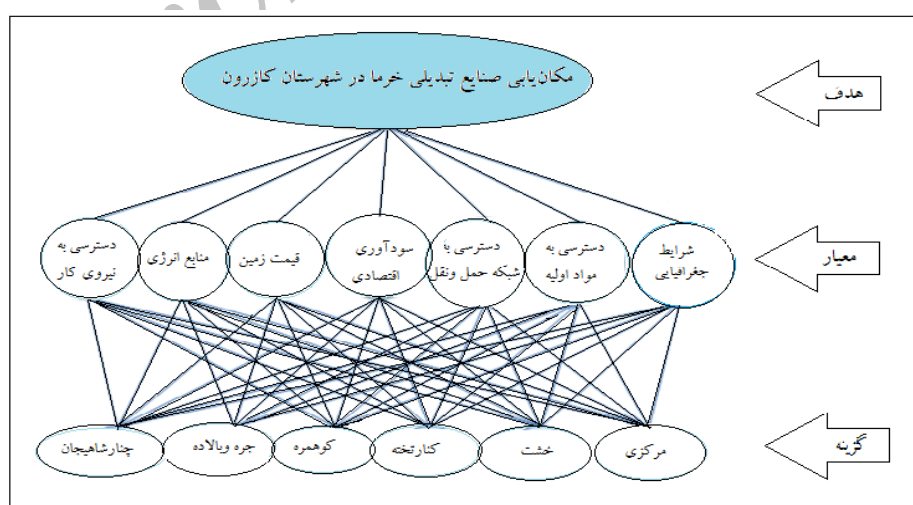 مکان‌یابی صنایع تبدیلی خرما در شهرستان کازرون
هدف
شرایط
جغرافیایی
دسترسی به
مواد اولیه
دسترسی به
شبکه حمل ونقل
سودآوری
اقتصادی
قیمت زمین
منابع انرژی
دسترسی به
نیروی کار
معیار
مرکزی
خشت
کنارتخته
کوهمره
جره وبالاده
چنارشاهیجان
گزینه